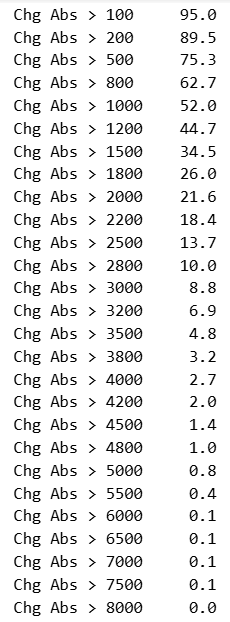 Chg Abs > 100 95.0
Chg Abs > 200 89.5
Chg Abs > 500 75.3
Chg Abs > 800 62.7
Chg Abs > 1000 52.0
Chg Abs > 1200 44.7
Chg Abs > 1500 34.5
Chg Abs > 1800 26.0
Chg Abs > 2000 21.6
Chg Abs > 2200 18.4
Chg Abs > 2500 13.7
Chg Abs > 2800 10.0
Chg Abs > 3000 8.8
Chg Abs > 3200 6.9
Chg Abs > 3500 4.8
Chg Abs > 3800 3.2
Chg Abs > 4000 2.7
Chg Abs > 4200 2.0
Chg Abs > 4500 1.4
Chg Abs > 4800 1.0
Chg Abs > 5000 0.8
Chg Abs > 5500 0.4
Chg Abs > 6000 0.1
Chg Abs > 6500 0.1
Chg Abs > 7000 0.1
Chg Abs > 7500 0.1
Chg Abs > 8000 0.0